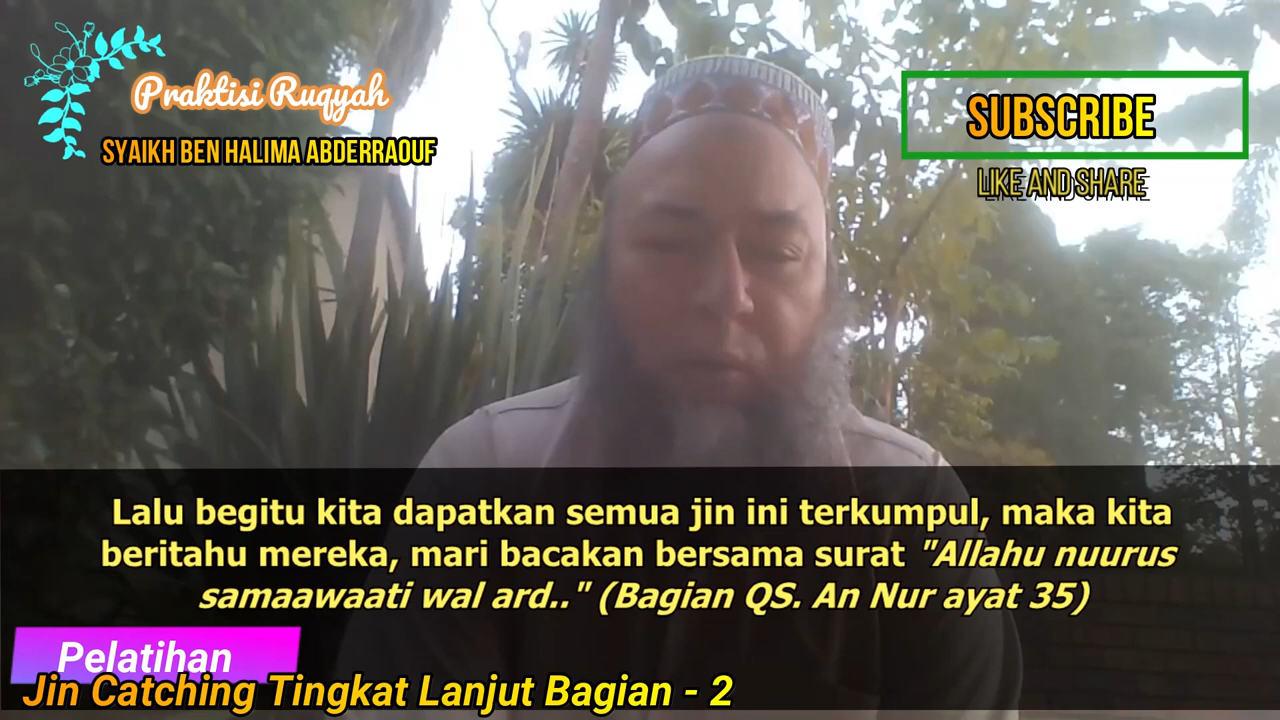 Praktisi Ruqyah
SYAIKH BEN HALIMA ABDERRAOUF
SUBSCRIBE
LIKE AND SHARE
Lalu begitu kita dapatkan semua jin ini terkumpul, maka kita
beritahu mereka, mari bacakan bersama surat "Allahu nuurus
samaawaati wal ard.." (Bagian QS. An Nur ayat 35)
Pelatihan
Jin Catching Tingkat Lanjut Bagian - 2